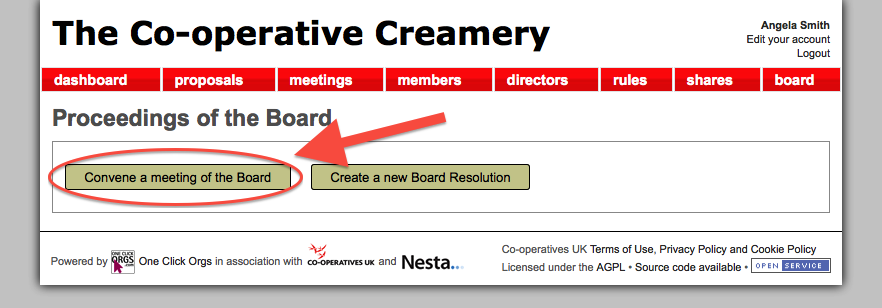 The Co-operative Creamery
Angela Smith
Edit your account
Logout
dashboard proposals meetings members directors rules shares board
Proceedings of the Board
Convene a meeting of the Board Create a new Board Resolution
Powered by ONE CLICK ORGS .COM One Click Orgs in association with CO-OPERATIVES UK and Nesta...
Co-operatives UK Terms of Use, Privacy Policy and Cookie Policy
Licensed under the AGPL • Source code available • OPEN SERVICE